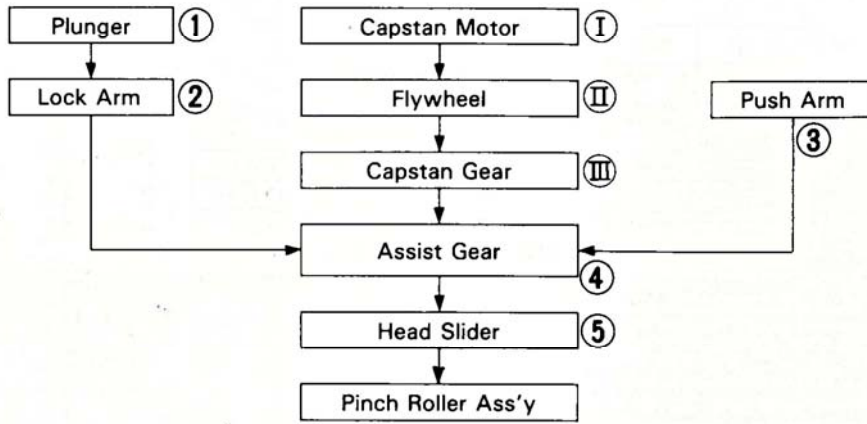 Plunger ①
Capstan Motor Ⅰ
Lock Arm ②
Flywheel Ⅱ
Push Arm
③
Capstan Gear Ⅲ
Assist Gear
④
Head Slider ⑤
Pinch Roller Ass'y